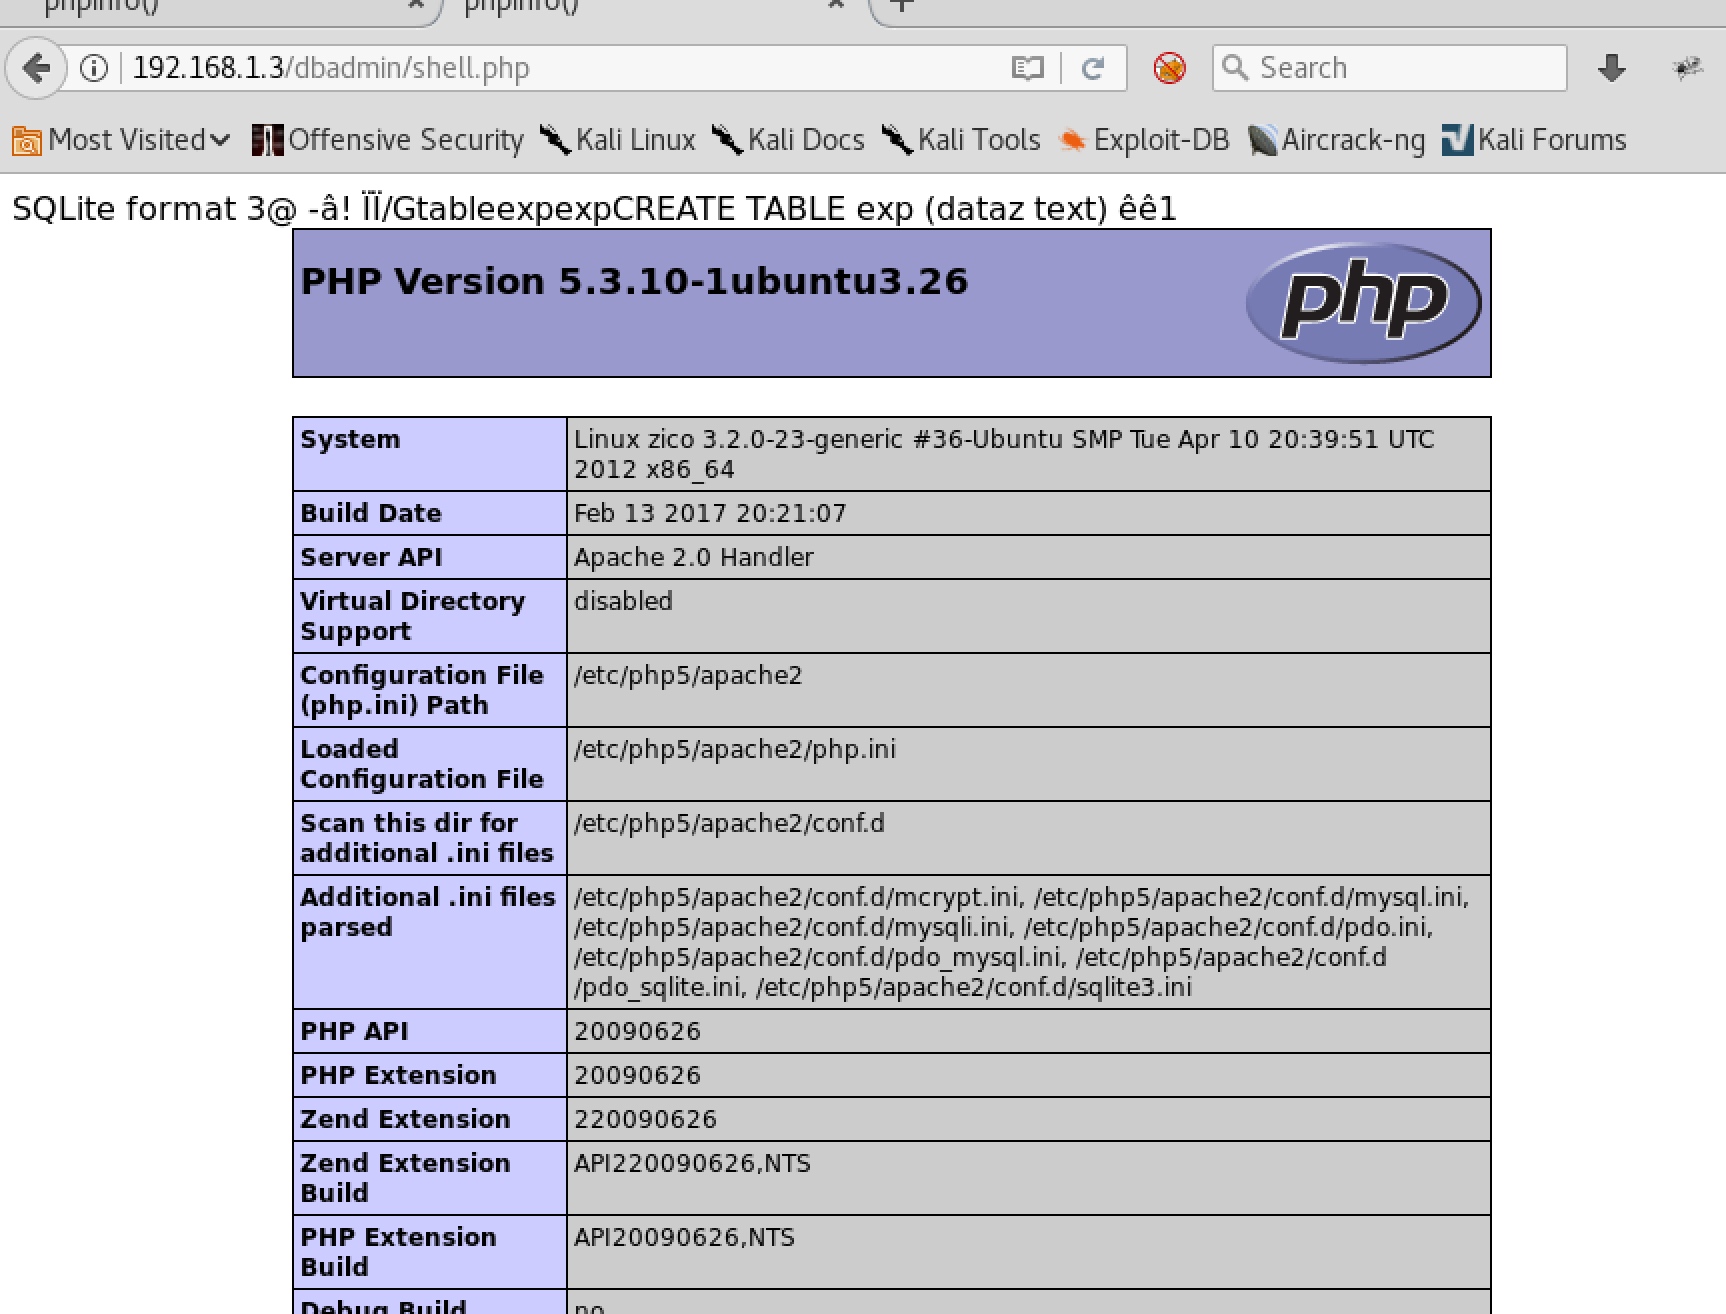 phpinfo() phpinfo()
192.168.1.3/dbadmin/shell.php Search
Most Visited Offensive Security Kali Linux Kali Docs Kali Tools Exploit-DB Aircrack-ng Kali Forums
SQLite format 3@ -â! ÏÏ/GtableexpexpCREATE TABLE exp (dataz text) êê1
PHP Version 5.3.10-1ubuntu3.26 php
System Linux zico 3.2.0-23-generic #36-Ubuntu SMP Tue Apr 10 20:39:51 UTC
2012 x86_64
Build Date Feb 13 2017 20:21:07
Server API Apache 2.0 Handler
Virtual Directory disabled
Support
Configuration File /etc/php5/apache2
(php.ini) Path
Loaded /etc/php5/apache2/php.ini
Configuration File
Scan this dir for /etc/php5/apache2/conf.d
additional .ini files
Additional .ini files /etc/php5/apache2/conf.d/mcrypt.ini, /etc/php5/apache2/conf.d/mysql.ini,
parsed /etc/php5/apache2/conf.d/mysqli.ini, /etc/php5/apache2/conf.d/pdo.ini,
/etc/php5/apache2/conf.d/pdo_mysql.ini, /etc/php5/apache2/conf.d
/pdo_sqlite.ini, /etc/php5/apache2/conf.d/sqlite3.ini
PHP API 20090626
PHP Extension 20090626
Zend Extension 220090626
Zend Extension API220090626,NTS
Build
PHP Extension API20090626,NTS
Build
Debug Build no